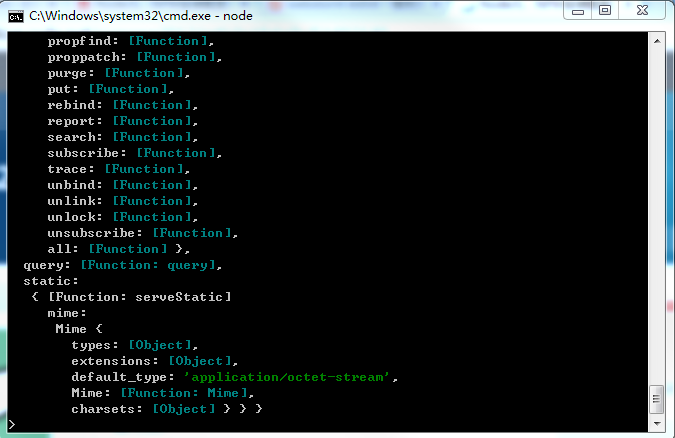 C:\Windows\system32\cmd.exe - node
propfind: [Function],
proppatch: [Function],
purge: [Function],
put: [Function],
rebind: [Function],
report: [Function],
search: [Function],
subscribe: [Function],
trace: [Function],
unbind: [Function],
unlink: [Function],
unlock: [Function],
unsubscribe: [Function],
all: [Function] },
query: [Function: query],
static:
{ [Function: serveStatic]
mime:
Mime {
types: [Object],
extensions: [Object],
default_type: 'application/octet-stream',
Mime: [Function: Mime],
charsets: [Object] } } }
>